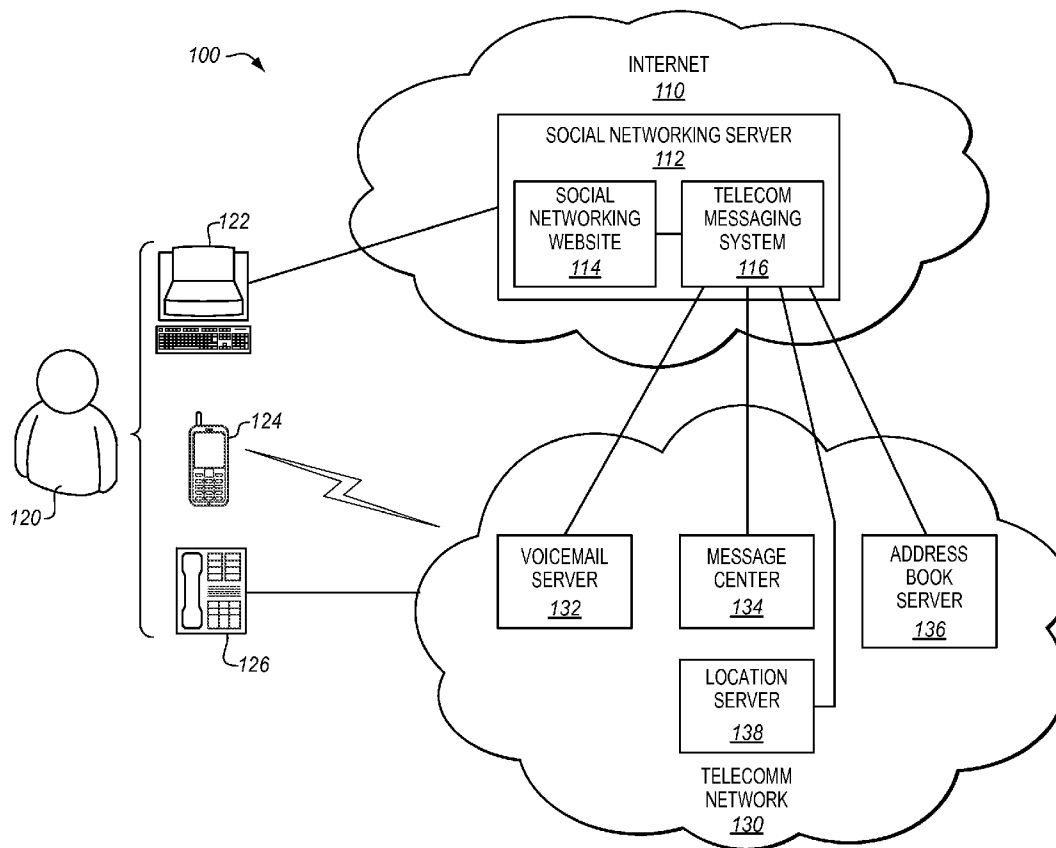 100
INTERNET
110
SOCIAL NETWORKING SERVER
112
SOCIAL
NETWORKING
WEBSITE
114
TELECOM
MESSAGING
SYSTEM
116
122
124
120
126
VOICEMAIL
SERVER
132
MESSAGE
CENTER
134
ADDRESS
BOOK
SERVER
136
LOCATION
SERVER
138
TELECOMM
NETWORK
130